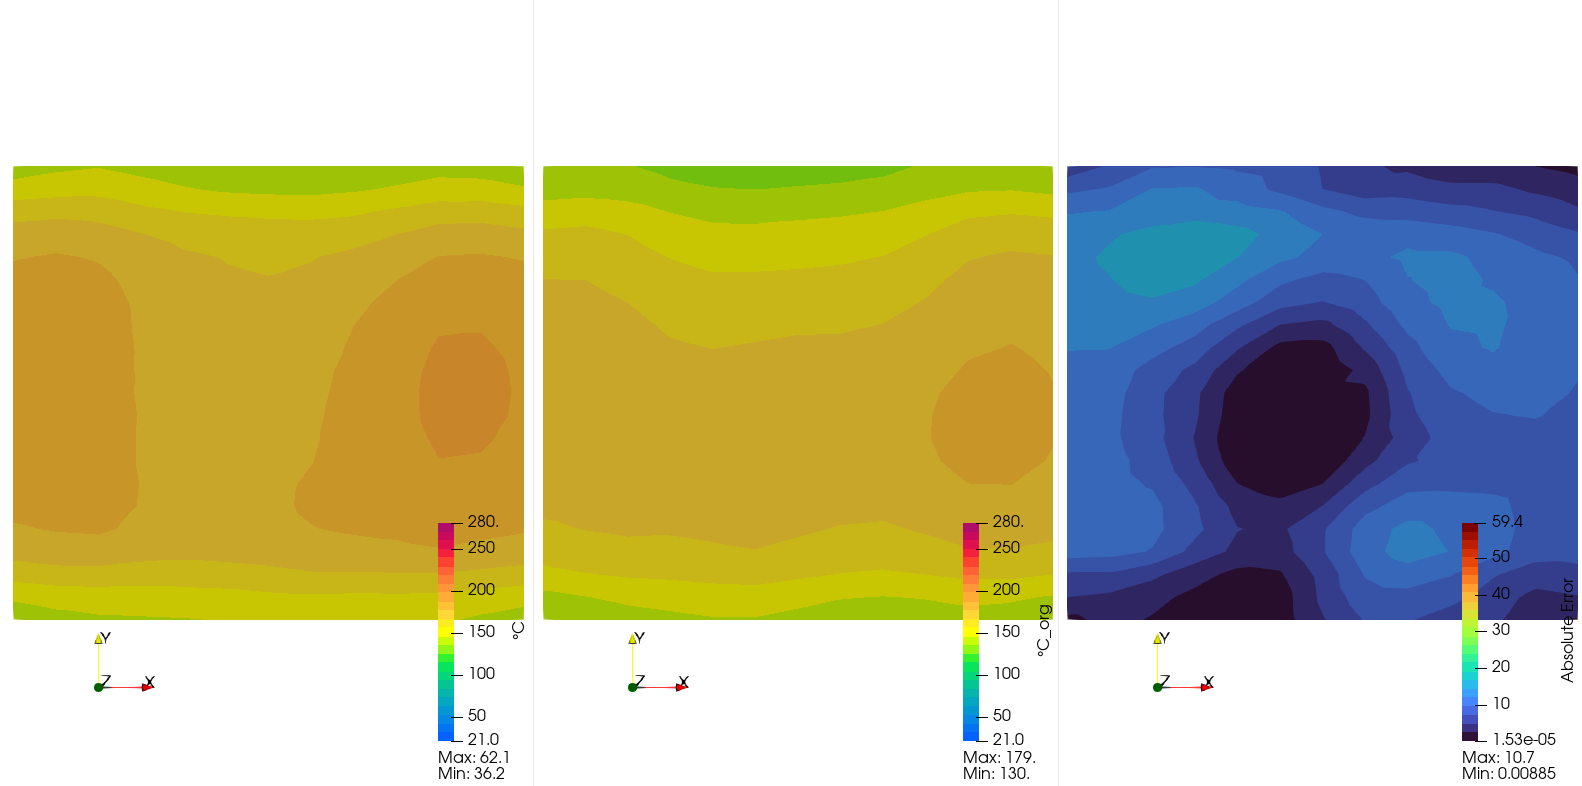 280.
250
200
150
100
50
21.0
°C
Max: 62.1
Min: 36.2
Y
Z
X
280.
250
200
150
100
50
21.0
°C_org
Max: 179.
Min: 130.
Y
Z
X
59.4
50
40
30
20
10
1.53e-05
Absolute Error
Max: 10.7
Min: 0.00885
Y
Z
X